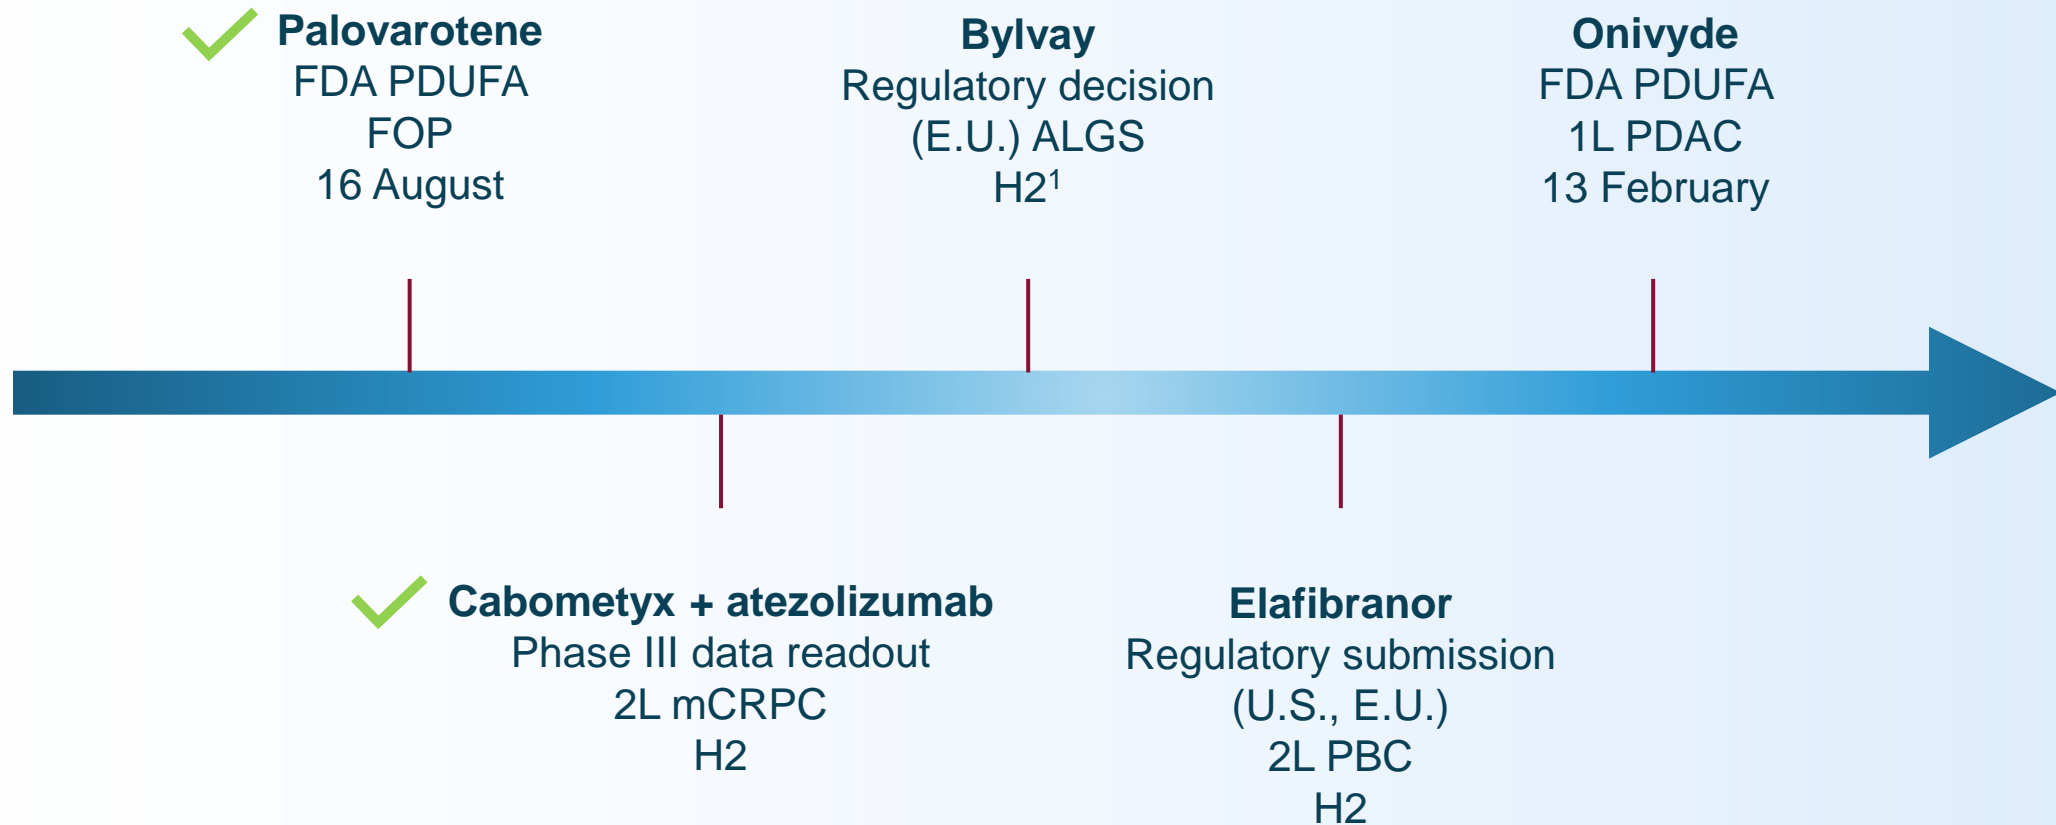 Palovarotene
FDA PDUFA
FOP
16 August
Bylvay
Regulatory decision
(E.U.) ALGS
H2¹
Onivyde
FDA PDUFA
1L PDAC
13 February
Cabometyx + atezolizumab
Phase III data readout
2L mCRPC
H2
Elafibranor
Regulatory submission
(U.S., E.U.)
2L PBC
H2